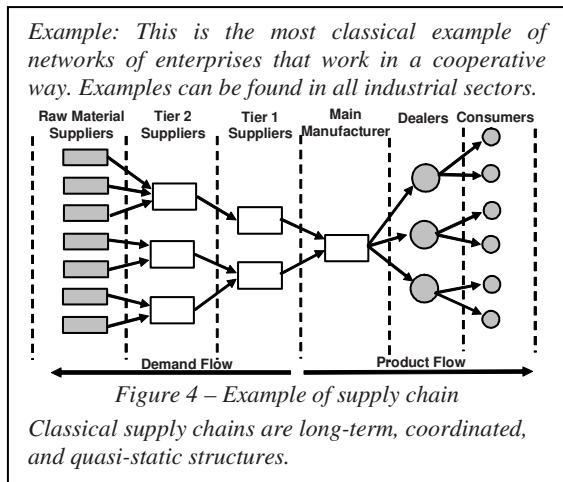 Example: This is the most classical example of
networks of enterprises that work in a cooperative
way. Examples can be found in all industrial sectors.
Raw Material
Suppliers
Tier 2
Suppliers
Tier 1
Suppliers
Main
Manufacturer
Dealers
Consumers
Demand Flow
Product Flow
Figure 4 – Example of supply chain
Classical supply chains are long-term, coordinated,
and quasi-static structures.